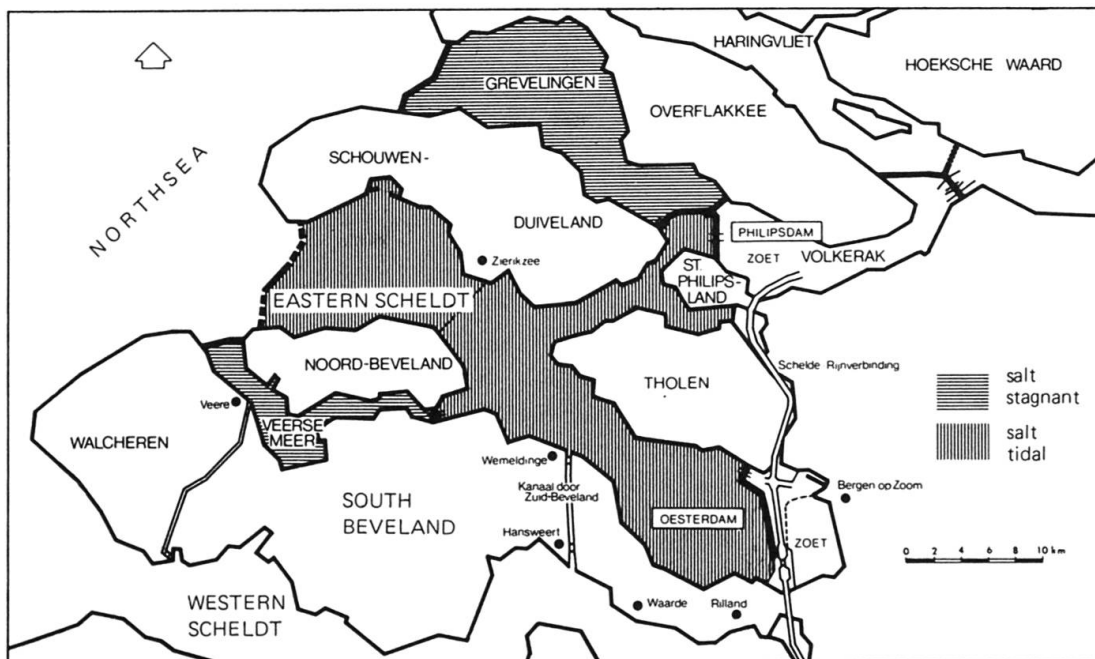 HARINGVLIET
HOEKSCHE WAARD
GREVELINGEN
OVERFLAKKEE
NORTHSEA
SCHOUWEN-
DUIVELAND
PHILIPSDAM
ZOET
VOLKERAK
Zierikzee
ST.
PHILIPS-
LAND
EASTERN SCHELDT
NOORD-BEVELAND
THOLEN
Schelde Rijnverbinding
salt
stagnant
salt
tidal
Veere
VEERSE
MEER
WALCHEREN
Wemeldinge
Kanaal door
Zuid-Beveland
Bergen op Zoom
SOUTH
BEVELAND
OESTERDAM
Hansweert
ZOET
0 2 4 6 8 10 km
WESTERN
SCHELDT
Waarde
Rilland